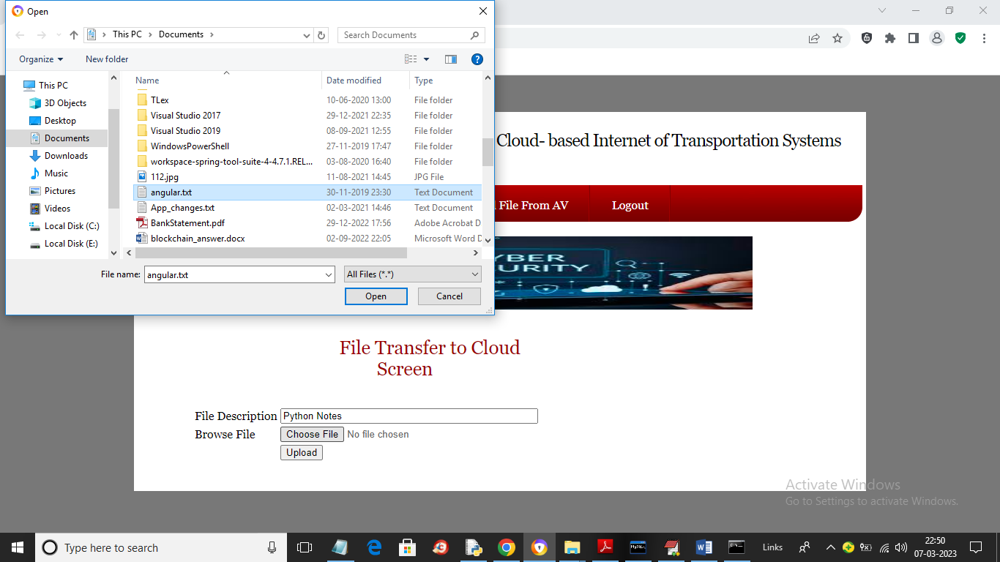 Open
This PC
Documents
Search Documents
Organize
New folder
Name
Date modified
Type
This PC
3D Objects
Desktop
Documents
Downloads
Music
Pictures
Videos
Local Disk (C:)
Local Disk (E:)
TLex 10-06-2020 13:00 File folder
Visual Studio 2017 29-12-2021 22:35 File folder
Visual Studio 2019 08-09-2021 12:55 File folder
WindowsPowerShell 27-11-2019 17:47 File folder
workspace-spring-tool-suite-4-4.7.1.REL... 03-08-2020 16:40 File folder
112.jpg 11-08-2021 14:45 JPG File
angular.txt 30-11-2019 23:30 Text Document
App_changes.txt 02-03-2021 14:46 Text Document
BankStatement.pdf 29-12-2022 17:56 Adobe Acrobat D
blockchain_answer.docx 02-09-2022 22:05 Microsoft Word D
File name: angular.txt
All Files (*.*)
Open
Cancel
Cloud- based Internet of Transportation Systems
File From AV
Logout
YBER
CURITY
File Transfer to Cloud
Screen
File Description Python Notes
Browse File Choose File No file chosen
Upload
Activate Windows
Go to Settings to activate Windows.
Type here to search
MySQL
Links
22:50
07-03-2023